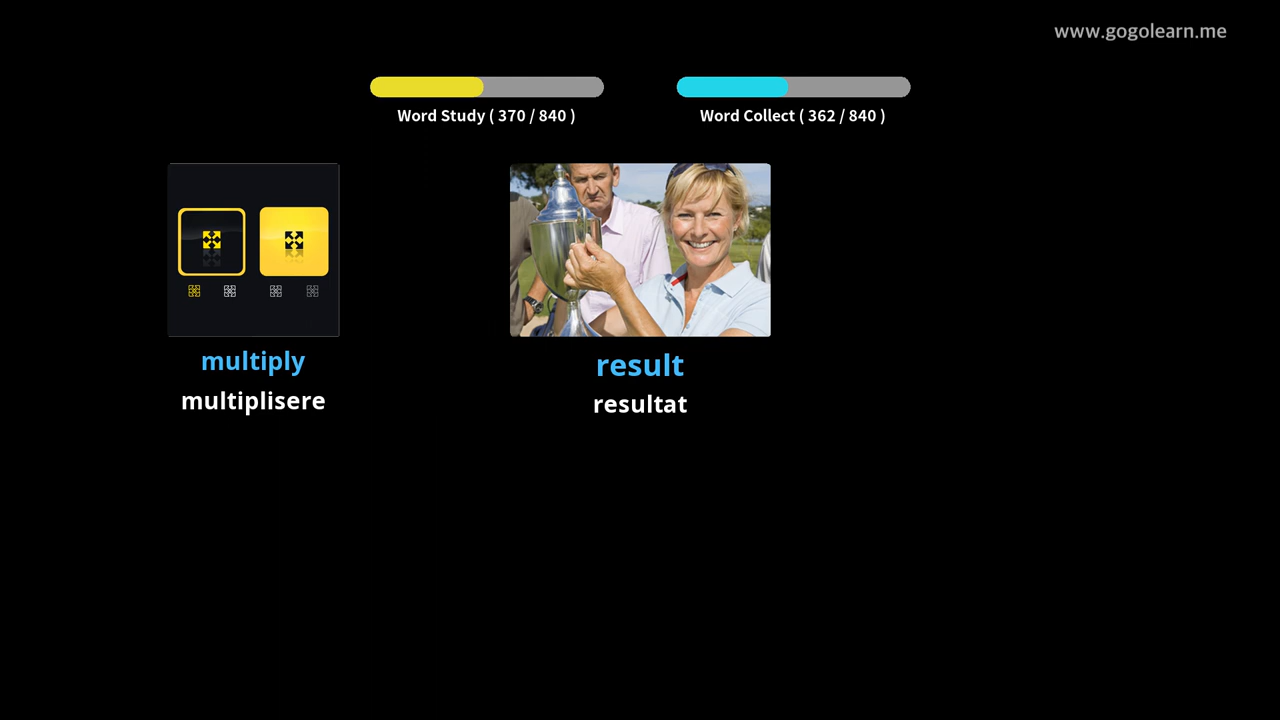 www.gogolearn.me
Word Study ( 370 / 840 )
Word Collect ( 362 / 840 )
multiply
multiplisere
result
resultat